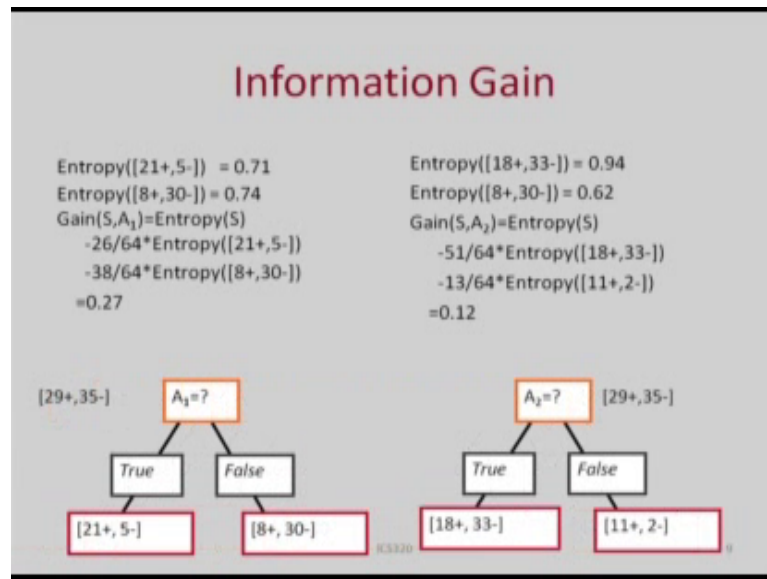 Information Gain
Entropy([21+,5-]) = 0.71
Entropy([8+,30-]) = 0.74
Gain(S,A₁)=Entropy(S)
-26/64*Entropy([21+,5-])
-38/64*Entropy([8+,30-])
=0.27
Entropy([18+,33-]) = 0.94
Entropy([8+,30-]) = 0.62
Gain(S,A₂)=Entropy(S)
-51/64*Entropy([18+,33-])
-13/64*Entropy([11+,2-])
=0.12
[29+,35-]
A₁=?
True
False
[21+, 5-]
[8+, 30-]
A₂=?
[29+,35-]
True
False
[18+, 33-]
[11+, 2-]
ICS320
9